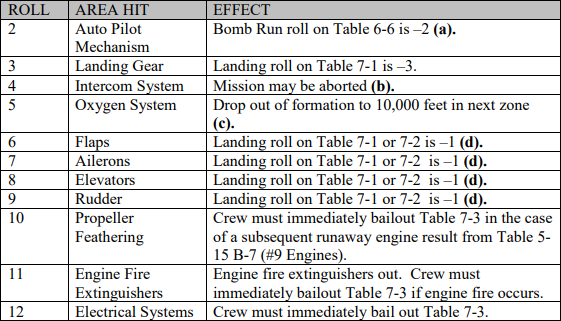 ROLL AREA HIT EFFECT
2 Auto Pilot Bomb Run roll on Table 6-6 is –2 (a).
Mechanism
3 Landing Gear Landing roll on Table 7-1 is –3.
4 Intercom System Mission may be aborted (b).
5 Oxygen System Drop out of formation to 10,000 feet in next zone
(c).
6 Flaps Landing roll on Table 7-1 or 7-2 is –1 (d).
7 Ailerons Landing roll on Table 7-1 or 7-2  is –1 (d).
8 Elevators Landing roll on Table 7-1 or 7-2  is –1 (d).
9 Rudder Landing roll on Table 7-1 or 7-2  is –1 (d).
10 Propeller Crew must immediately bailout Table 7-3 in the case
Feathering of a subsequent runaway engine result from Table 5-
15 B-7 (#9 Engines).
11 Engine Fire Engine fire extinguishers out.  Crew must
Extinguishers immediately bailout Table 7-3 if engine fire occurs.
12 Electrical Systems Crew must immediately bail out Table 7-3.